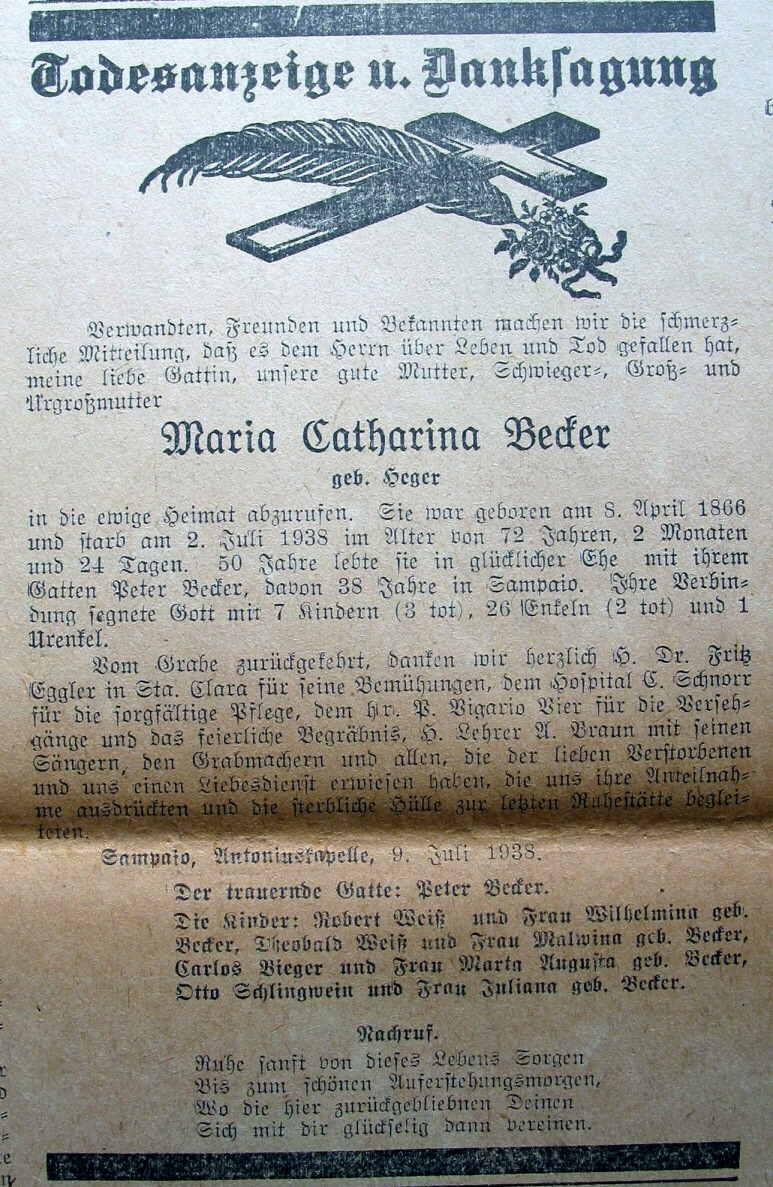 Todesanzeige u. Danksagung
Verwandten, Freunden und Bekannten machen wir die schmerz=
liche Mitteilung, daß es dem Herrn über Leben und Tod gefallen hat,
meine liebe Gattin, unsere gute Mutter, Schwieger=, Groß= und
Urgroßmutter
Maria Catharina Becker
geb. Heger
in die ewige Heimat abzurufen. Sie war geboren am 8. April 1866
und starb am 2. Juli 1938 im Alter von 72 Jahren, 2 Monaten
und 24 Tagen. 50 Jahre lebte sie in glücklicher Ehe mit ihrem
Gatten Peter Becker, davon 38 Jahre in Sampaio. Ihre Verbin=
dung segnete Gott mit 7 Kindern (3 tot), 26 Enkeln (2 tot) und 1
Urenkel.
Vom Grabe zurückgekehrt, danken wir herzlich H. Dr. Fritz
Eggler in Sta. Clara für seine Bemühungen, dem Hospital C. Schnorr
für die sorgfältige Pflege, dem hr. P. Vigario Vier für die Verseh=
gänge und das feierliche Begräbnis, H. Lehrer A. Braun mit seinen
Sängern, den Grabmachern und allen, die der lieben Verstorbenen
und uns einen Liebesdienst erwiesen haben, die uns ihre Anteilnah=
me ausdrückten und die sterbliche Hülle zur letzten Ruhestätte beglei=
teten.
Sampaio, Antoniuskapelle, 9. Juli 1938.
Der trauernde Gatte: Peter Becker.
Die Kinder: Robert Weiß und Frau Wilhelmina geb.
Becker, Theobald Weiß und Frau Malwina geb. Becker,
Carlos Bieger und Frau Marta Augusta geb. Becker,
Otto Schlingwein und Frau Juliana geb. Becker.
Nachruf.
Ruhe sanft von dieses Lebens Sorgen
Bis zum schönen Auferstehungsmorgen,
Wo die hier zurückgebliebnen Deinen
Sich mit dir glückselig dann vereinen.